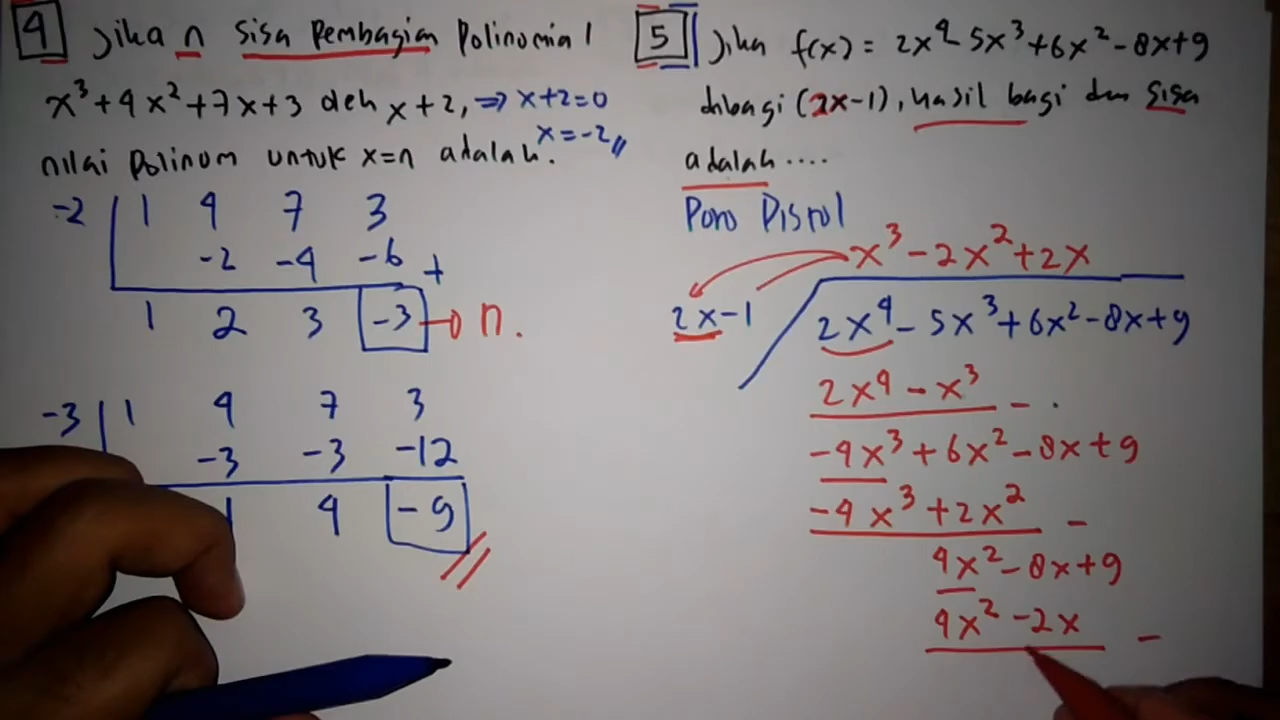 4 Jika n sisa pembagian Polinomial
x³+4x²+7x+3 oleh x+2, ⇒ x+2=0
x=-2//
nilai Polinom untuk x=n adalah.
-2 | 1 4 7 3
-2 -4 -6 +
1 2 3 -3 → n.
-3 | 1 4 7 3
-3 -3 -12
1 4 -9 //
5 Jika f(x) = 2x⁴-5x³+6x²-8x+9
dibagi (2x-1), hasil bagi dan sisa
adalah....
Poro Pistol
x³-2x²+2x
2x-1 / 2x⁴-5x³+6x²-8x+9
2x⁴-x³ -.
-4x³+6x²-8x+9
-4x³+2x² -
4x²-8x+9
4x²-2x -